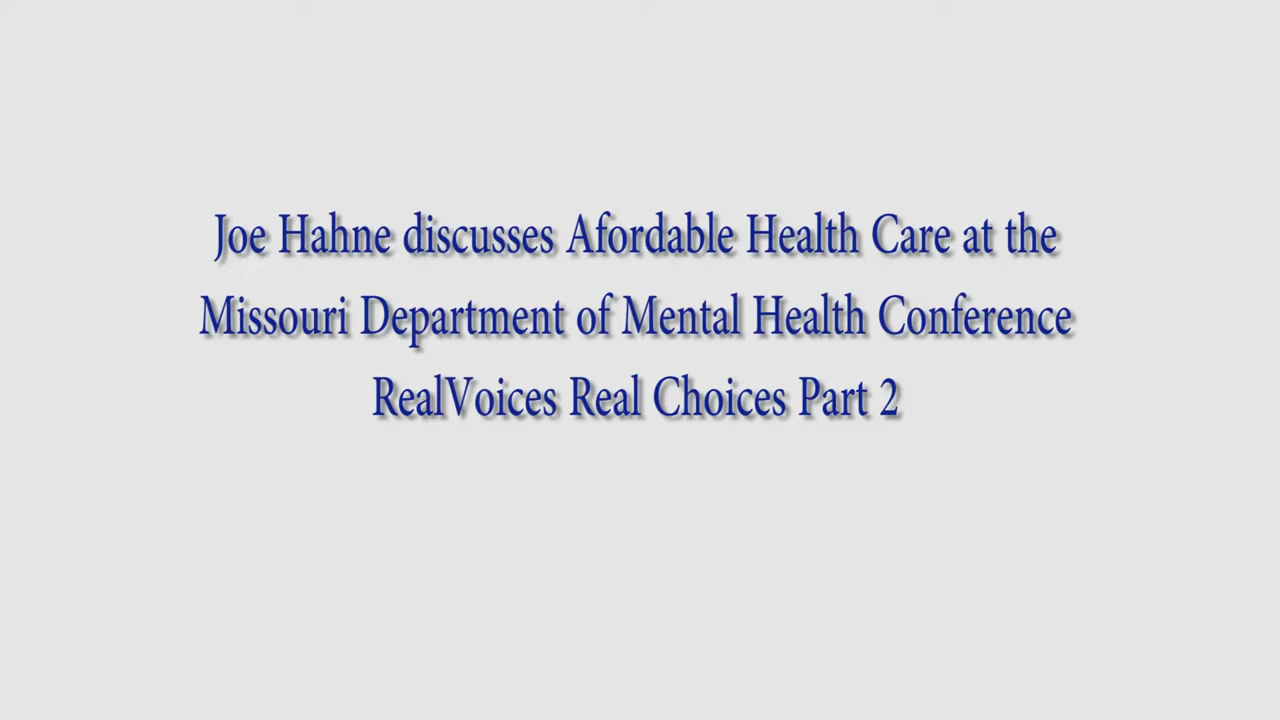 Joe Hahne discusses Afordable Health Care at the
Missouri Department of Mental Health Conference
RealVoices Real Choices Part 2